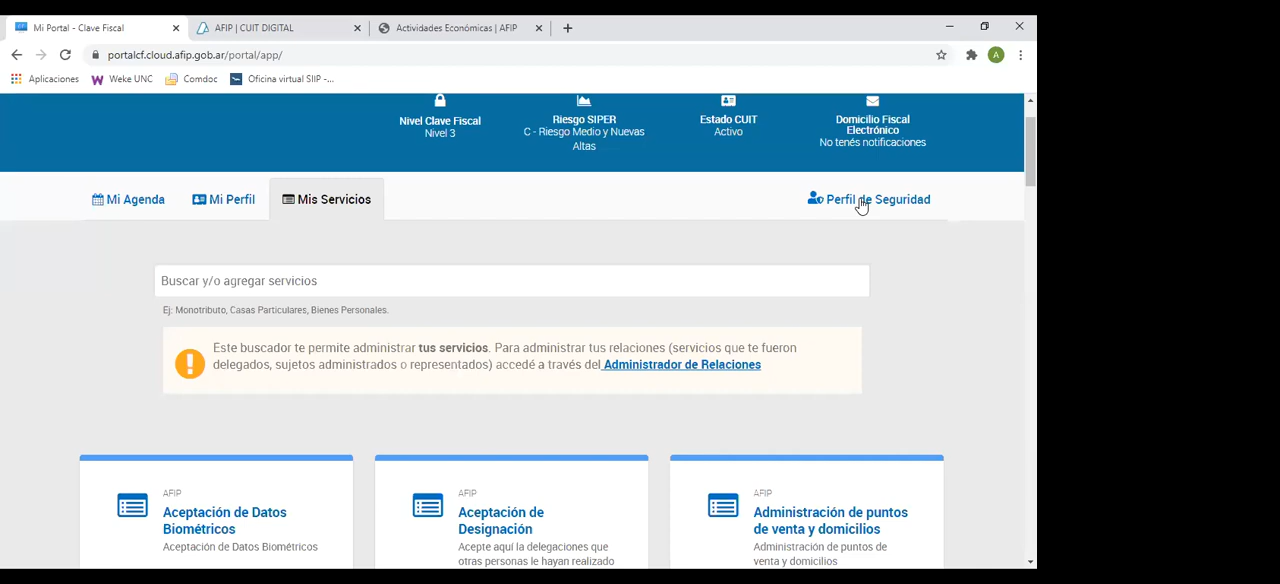 Mi Portal - Clave Fiscal
AFIP | CUIT DIGITAL
Actividades Económicas | AFIP
portalcf.cloud.afip.gob.ar/portal/app/
A
Aplicaciones
Weke UNC
Comdoc
Oficina virtual SIIP -...
Nivel Clave Fiscal
Nivel 3
Riesgo SIPER
C - Riesgo Medio y Nuevas
Altas
Estado CUIT
Activo
Domicilio Fiscal
Electrónico
No tenés notificaciones
Mi Agenda
Mi Perfil
Mis Servicios
Perfil de Seguridad
Buscar y/o agregar servicios
Ej: Monotributo, Casas Particulares, Bienes Personales.
Este buscador te permite administrar tus servicios. Para administrar tus relaciones (servicios que te fueron
delegados, sujetos administrados o representados) accedé a través del Administrador de Relaciones
AFIP
Aceptación de Datos
Biométricos
Aceptación de Datos Biométricos
AFIP
Aceptación de
Designación
Acepte aquí la delegaciones que
otras personas le hayan realizado
AFIP
Administración de puntos
de venta y domicilios
Administración de puntos de
venta y domicilios